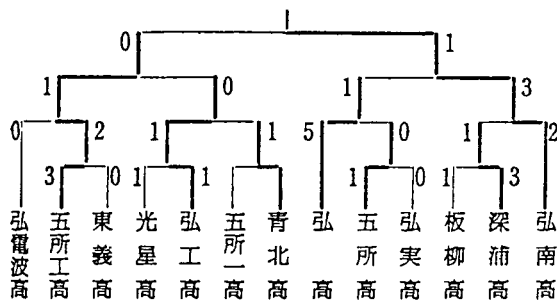 0 1
1 0 1 3
0 2 1 1 5 0 1 2
3 0 1 1 1 0 1 3
弘電波高
五所工高
東義高
光星高
弘工高
五所一高
青北高
弘高
五所高
弘実高
板柳高
深浦高
弘南高